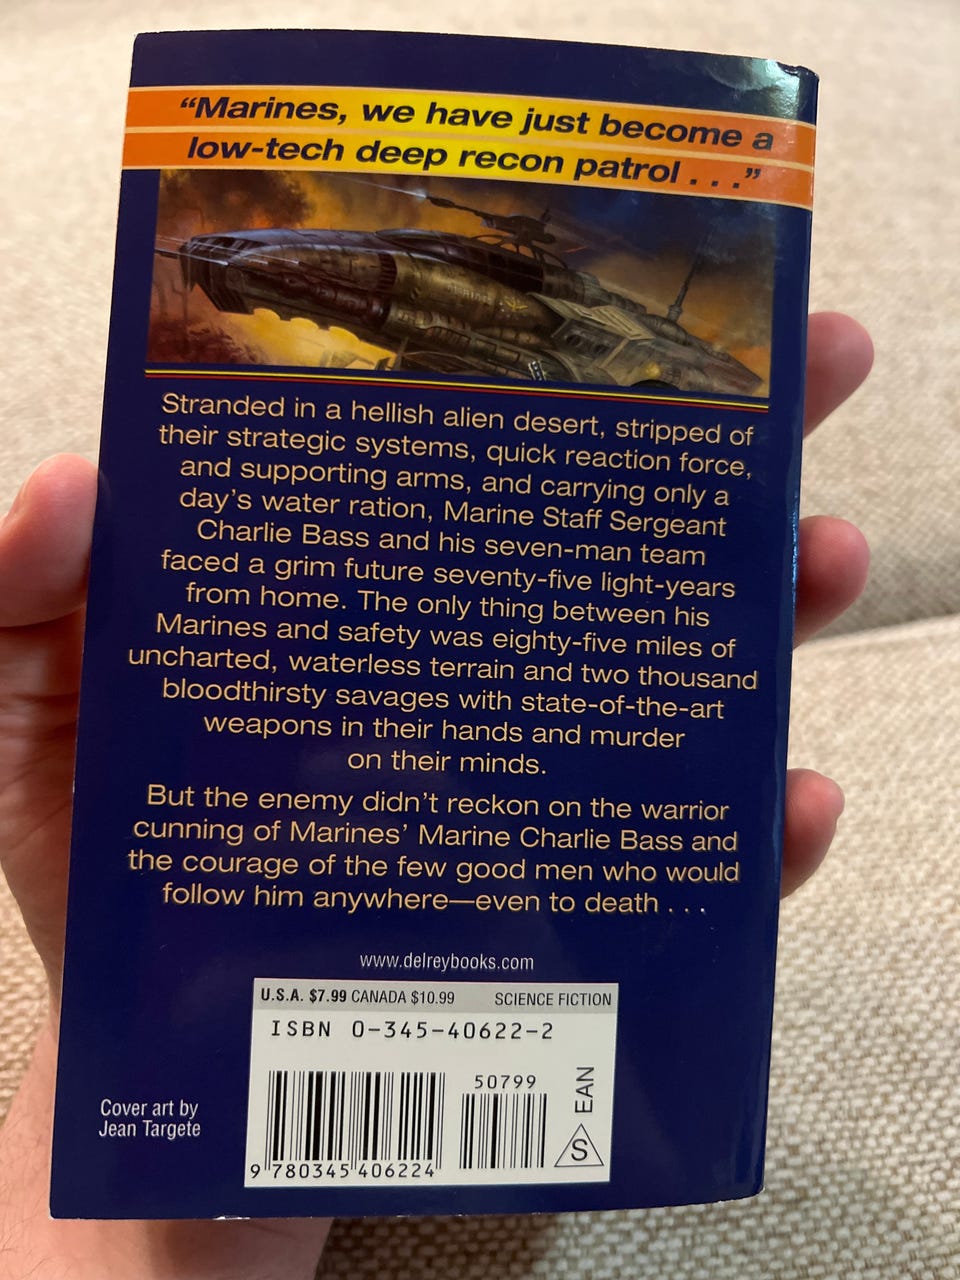 “Marines, we have just become a
low-tech deep recon patrol . . .”
Stranded in a hellish alien desert, stripped of
their strategic systems, quick reaction force,
and supporting arms, and carrying only a
day’s water ration, Marine Staff Sergeant
Charlie Bass and his seven-man team
faced a grim future seventy-five light-years
from home. The only thing between his
Marines and safety was eighty-five miles of
uncharted, waterless terrain and two thousand
bloodthirsty savages with state-of-the-art
weapons in their hands and murder
on their minds.
But the enemy didn’t reckon on the warrior
cunning of Marines’ Marine Charlie Bass and
the courage of the few good men who would
follow him anywhere—even to death . . .
www.delreybooks.com
U.S.A. $7.99 CANADA $10.99 SCIENCE FICTION
ISBN 0-345-40622-2
50799
EAN
S
9 780345 406224
Cover art by
Jean Targete